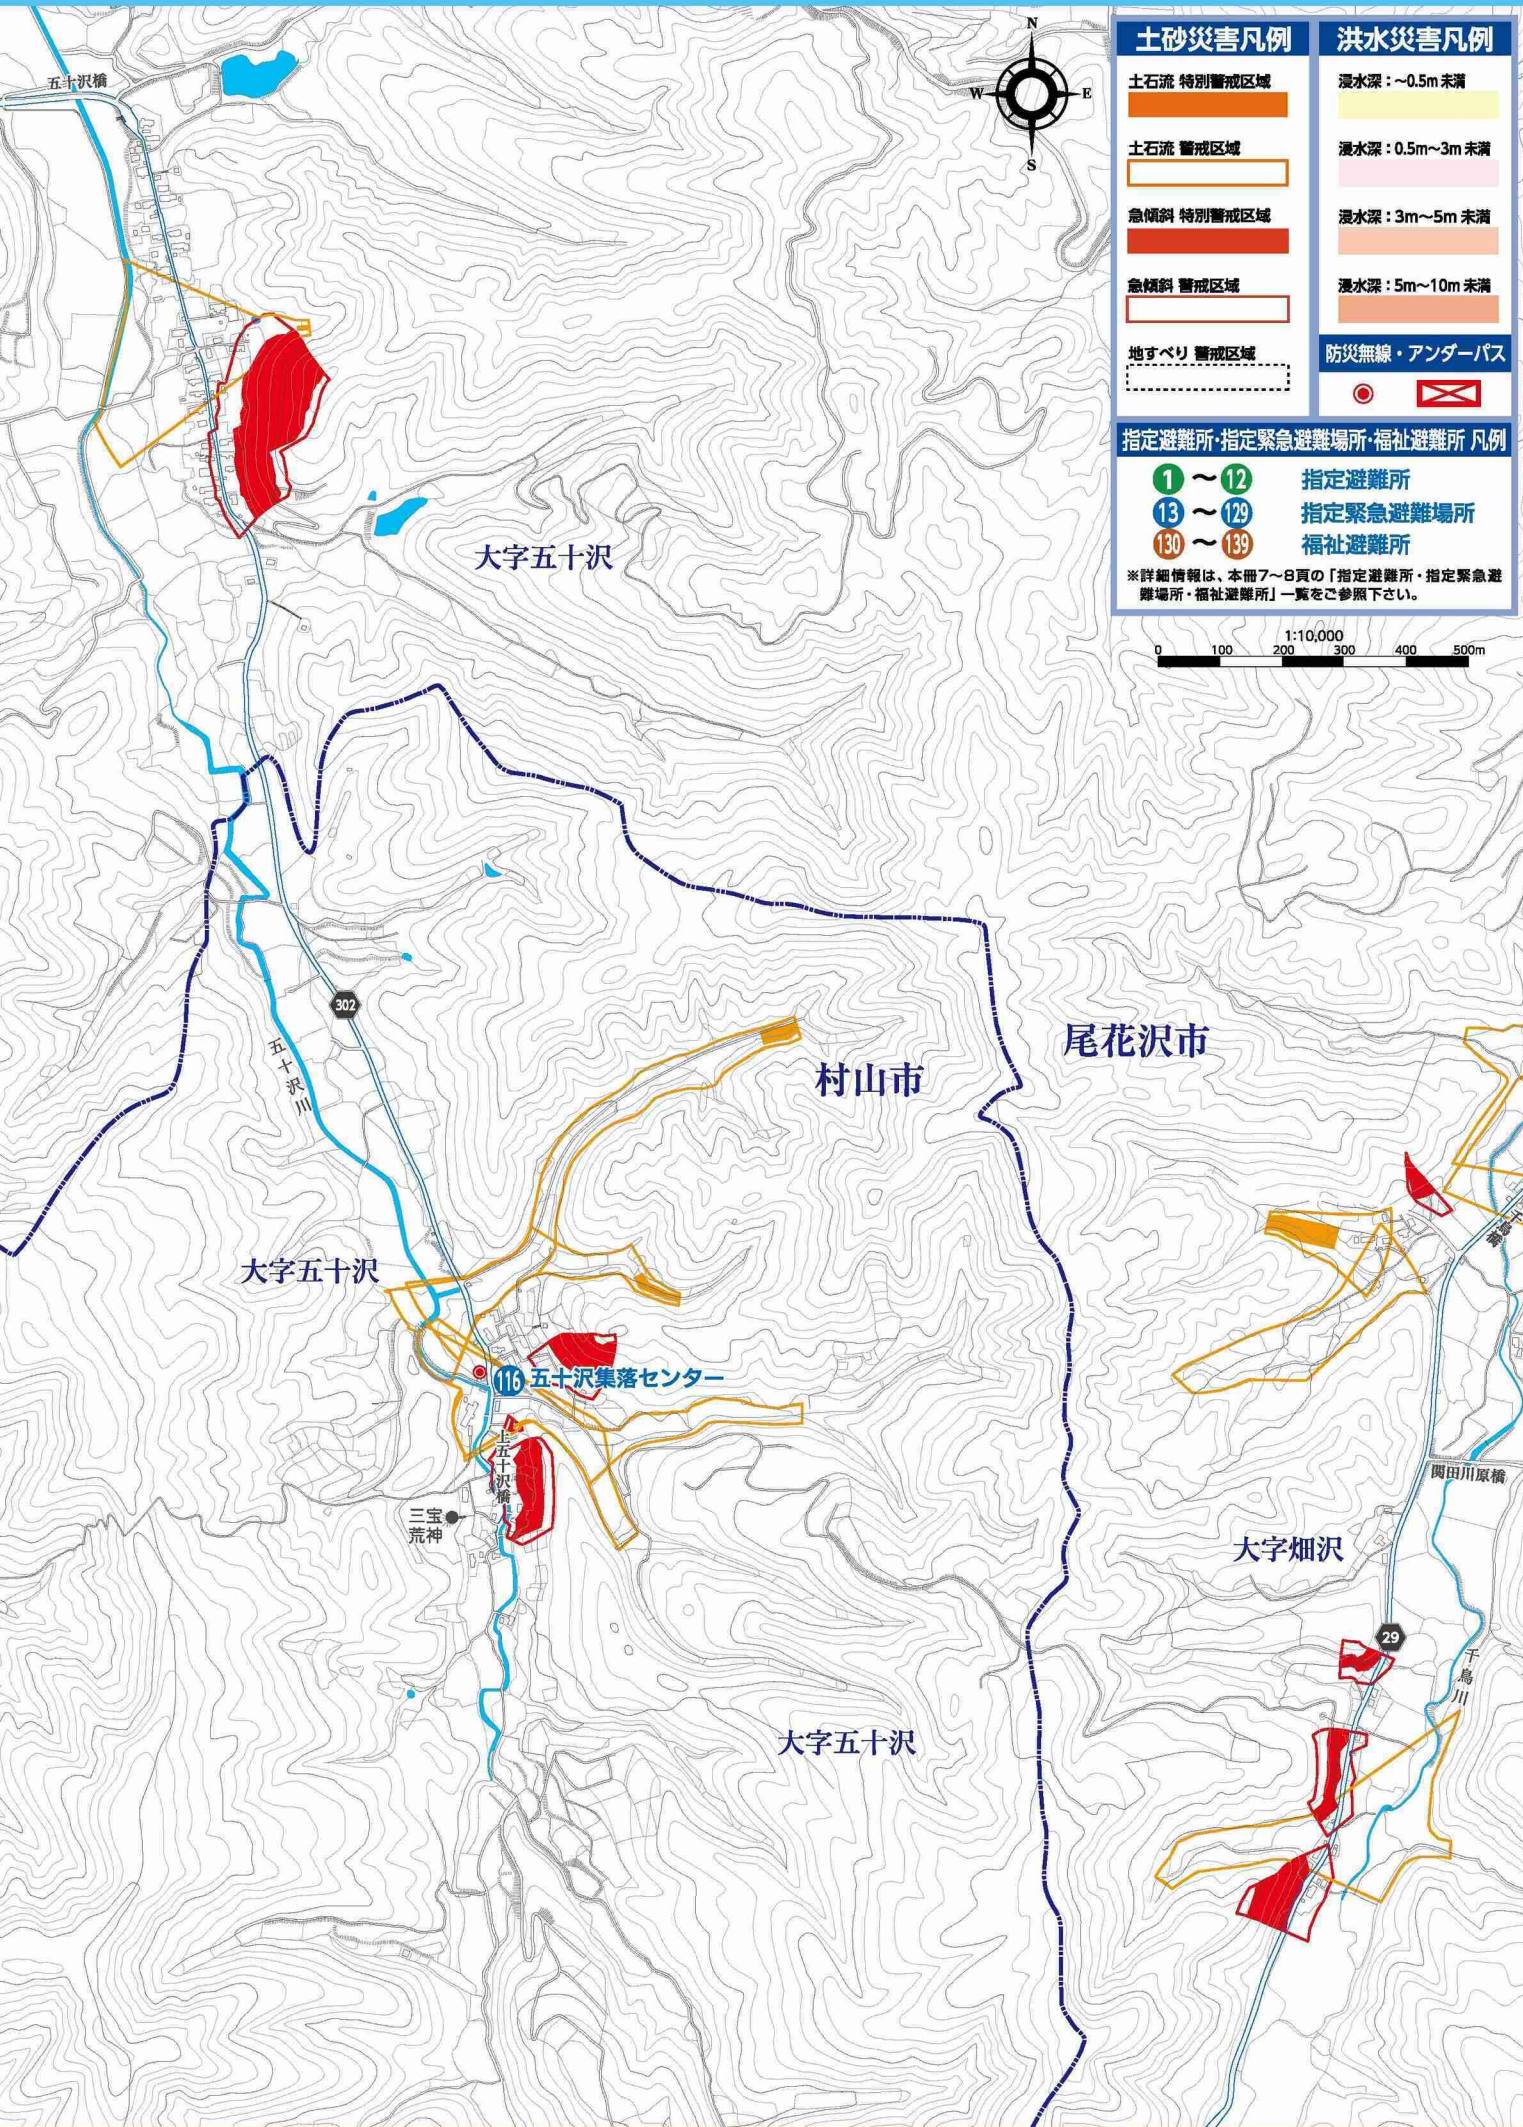 五十沢橋
N
W
E
S
土砂災害凡例
土石流 特別警戒区域
土石流 警戒区域
急傾斜 特別警戒区域
急傾斜 警戒区域
地すべり 警戒区域
洪水災害凡例
浸水深：～0.5m 未満
浸水深：0.5m～3m 未満
浸水深：3m～5m 未満
浸水深：5m～10m 未満
防災無線・アンダーパス
指定避難所・指定緊急避難場所・福祉避難所 凡例
1 ～ 12 指定避難所
13 ～ 129 指定緊急避難場所
130 ～ 139 福祉避難所
※詳細情報は、本冊7～8頁の「指定避難所・指定緊急避
難場所・福祉避難所」一覧をご参照下さい。
1:10,000
0 100 200 300 400 500m
大字五十沢
302
五十沢川
尾花沢市
村山市
千鳥橋
大字五十沢
116 五十沢集落センター
上五十沢橋
三宝
荒神
関田川原橋
大字畑沢
29
千鳥川
大字五十沢